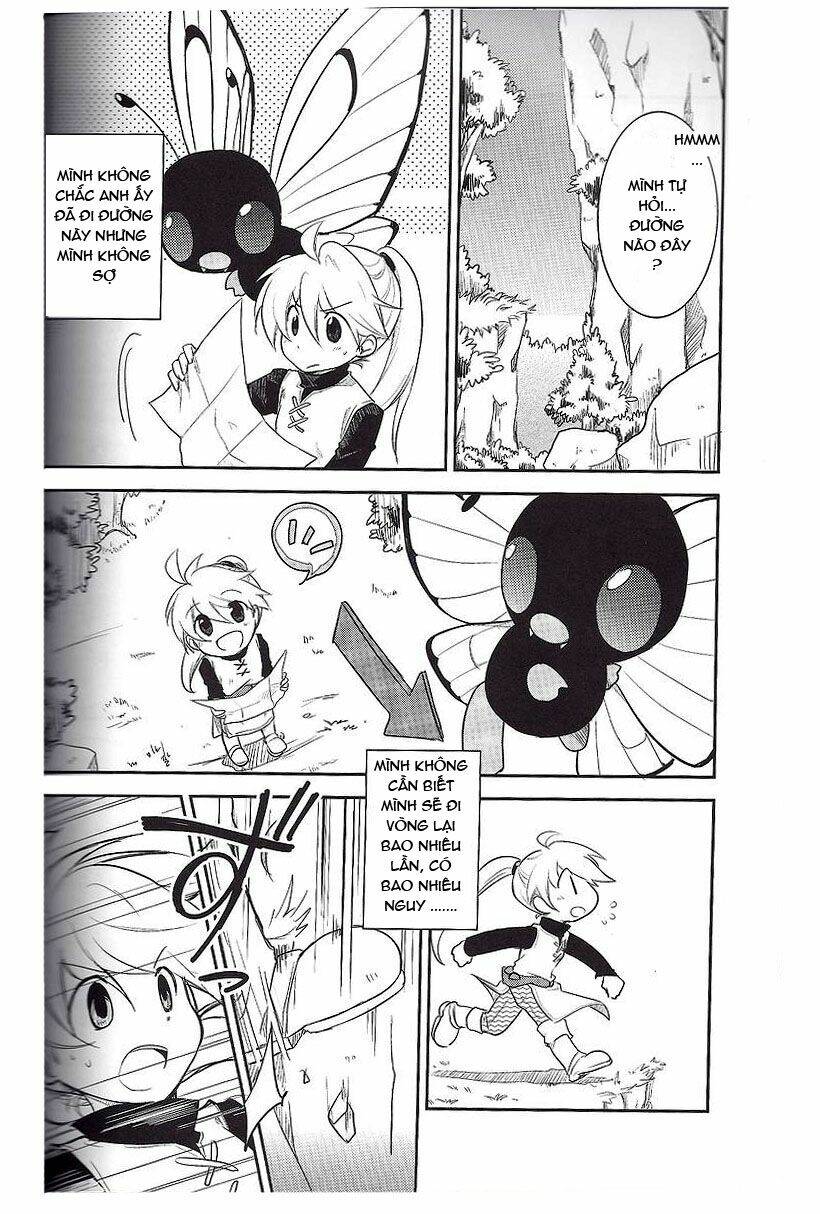 HMMM
...
MÌNH TỰ
HỎI...
ĐƯỜNG
NÀO ĐÂY
?
MÌNH KHÔNG
CHẮC ANH ẤY
ĐÃ ĐI ĐƯỜNG
NÀY NHƯNG
MÌNH KHÔNG
SỢ
MÌNH KHÔNG
CẦN BIẾT
MÌNH SẼ ĐI
VÒNG LẠI
BAO NHIÊU
LẦN, CÓ
BAO NHIÊU
NGUY .......
ズ